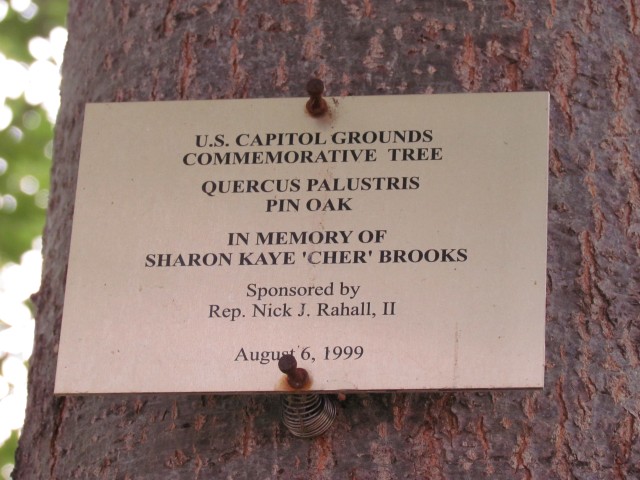 U.S. CAPITOL GROUNDS
COMMEMORATIVE TREE
QUERCUS PALUSTRIS
PIN OAK
IN MEMORY OF
SHARON KAYE 'CHER' BROOKS
Sponsored by
Rep. Nick J. Rahall, II
August 6, 1999